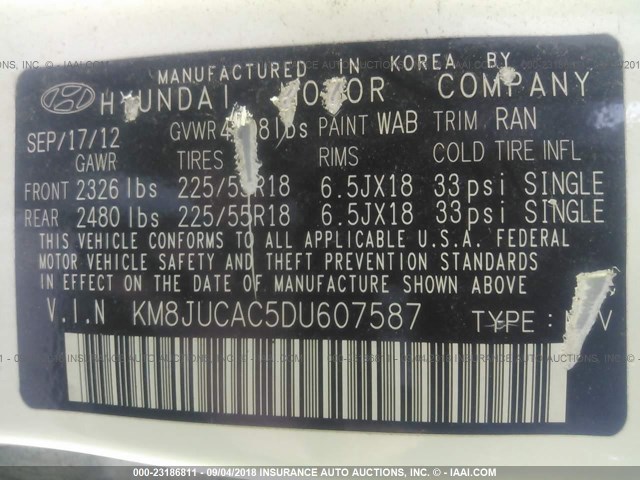 MANUFACTURED IN KOREA BY
HYUNDAI MOTOR COMPANY
SEP/17/12 GVWR lbs PAINT WAB TRIM RAN
GAWR TIRES RIMS COLD TIRE INFL
FRONT 2326 lbs 225/55R18 6.5JX18 33psi SINGLE
REAR 2480 lbs 225/55R18 6.5JX18 33psi SINGLE
THIS VEHICLE CONFORMS TO ALL APPLICABLE U.S.A. FEDERAL
MOTOR VEHICLE SAFETY AND THEFT PREVENTION STANDARDS
IN EFFECT ON THE DATE OF MANUFACTURE SHOWN ABOVE
V.I.N KM8JUCAC5DU607587 TYPE:
000-23186811 - 09/04/2018 INSURANCE AUTO AUCTIONS - IAAI.COM